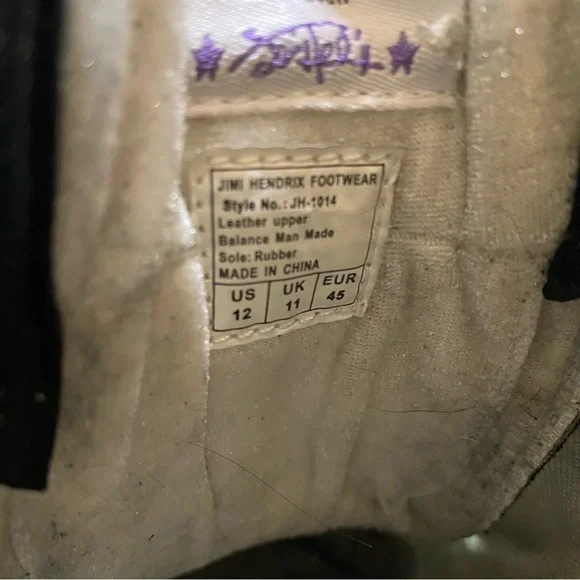 JIMI HENDRIX FOOTWEAR
Style No.: JH-1014
Leather upper
Balance Man Made
Sole: Rubber
MADE IN CHINA
US UK EUR
12 11 45